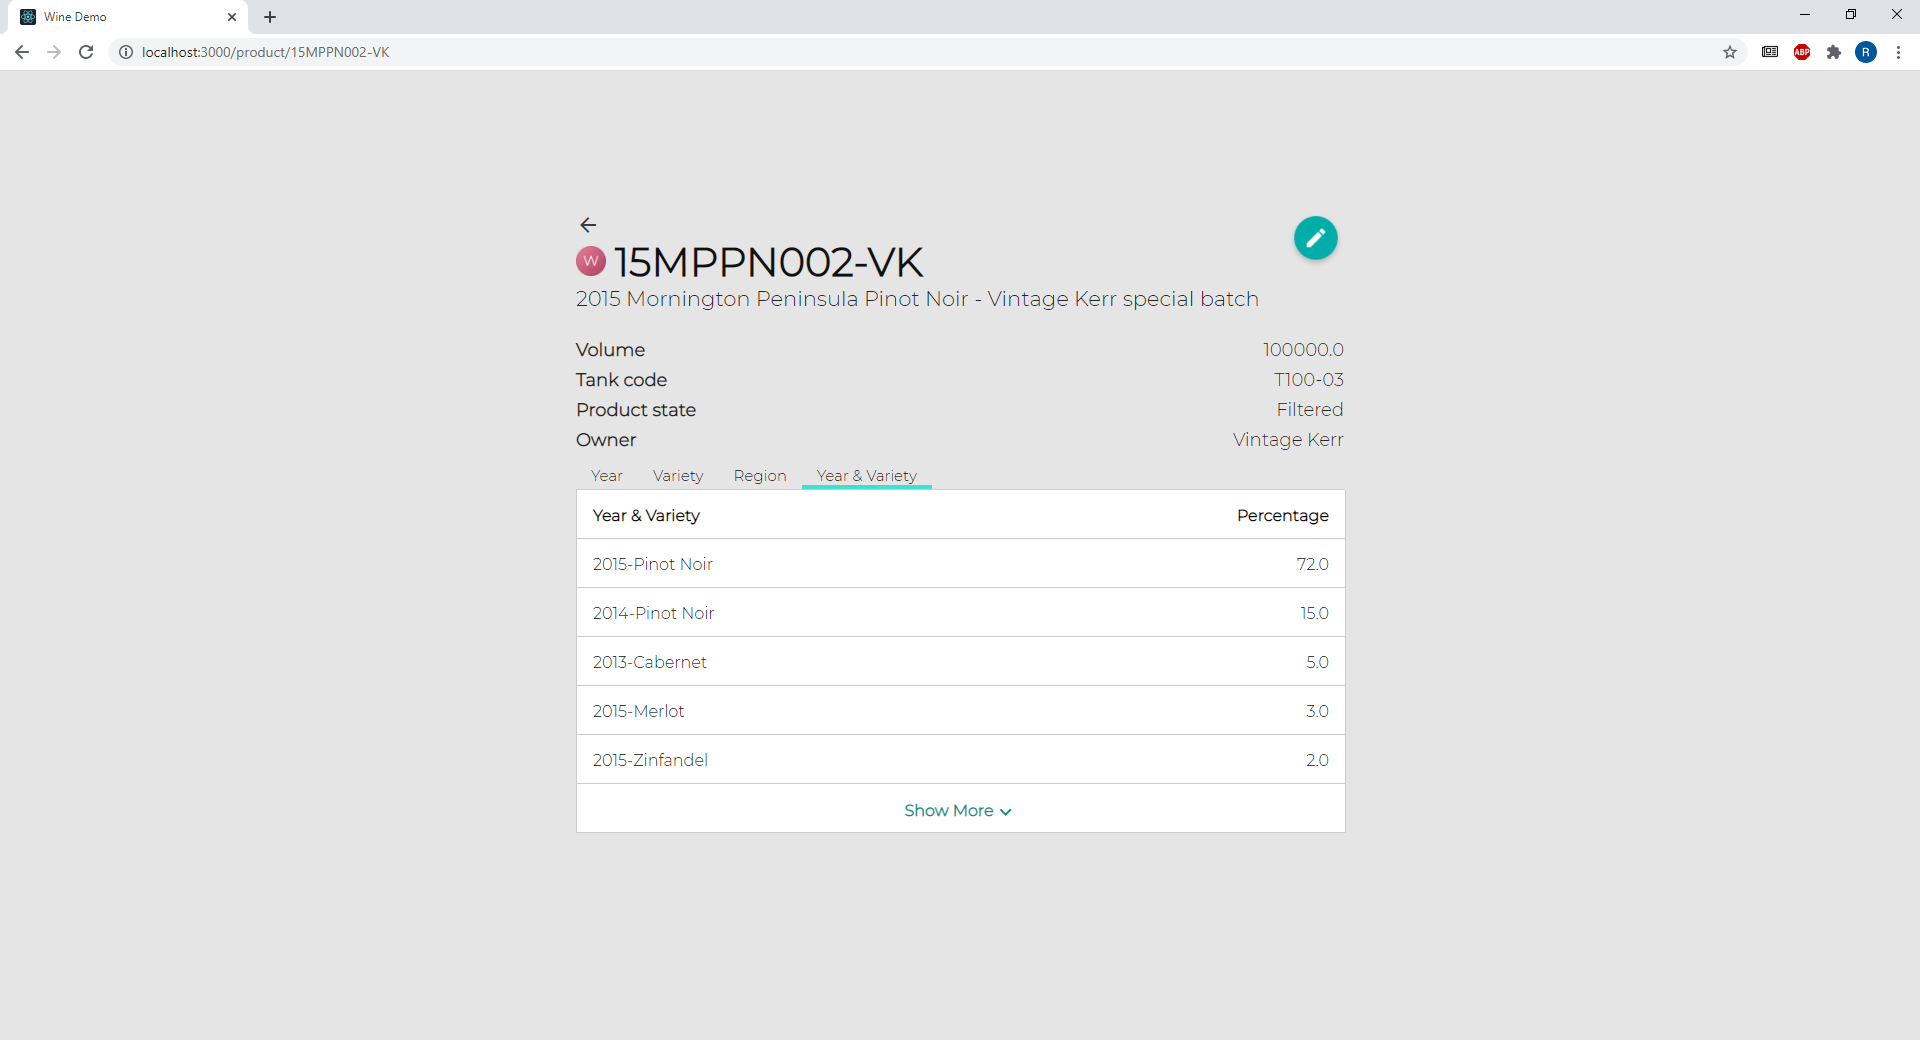 Wine Demo
localhost:3000/product/15MPPN002-VK
ABP
R
W 15MPPN002-VK
2015 Mornington Peninsula Pinot Noir - Vintage Kerr special batch
Volume 100000.0
Tank code T100-03
Product state Filtered
Owner Vintage Kerr
Year Variety Region Year & Variety
Year & Variety Percentage
2015-Pinot Noir 72.0
2014-Pinot Noir 15.0
2013-Cabernet 5.0
2015-Merlot 3.0
2015-Zinfandel 2.0
Show More